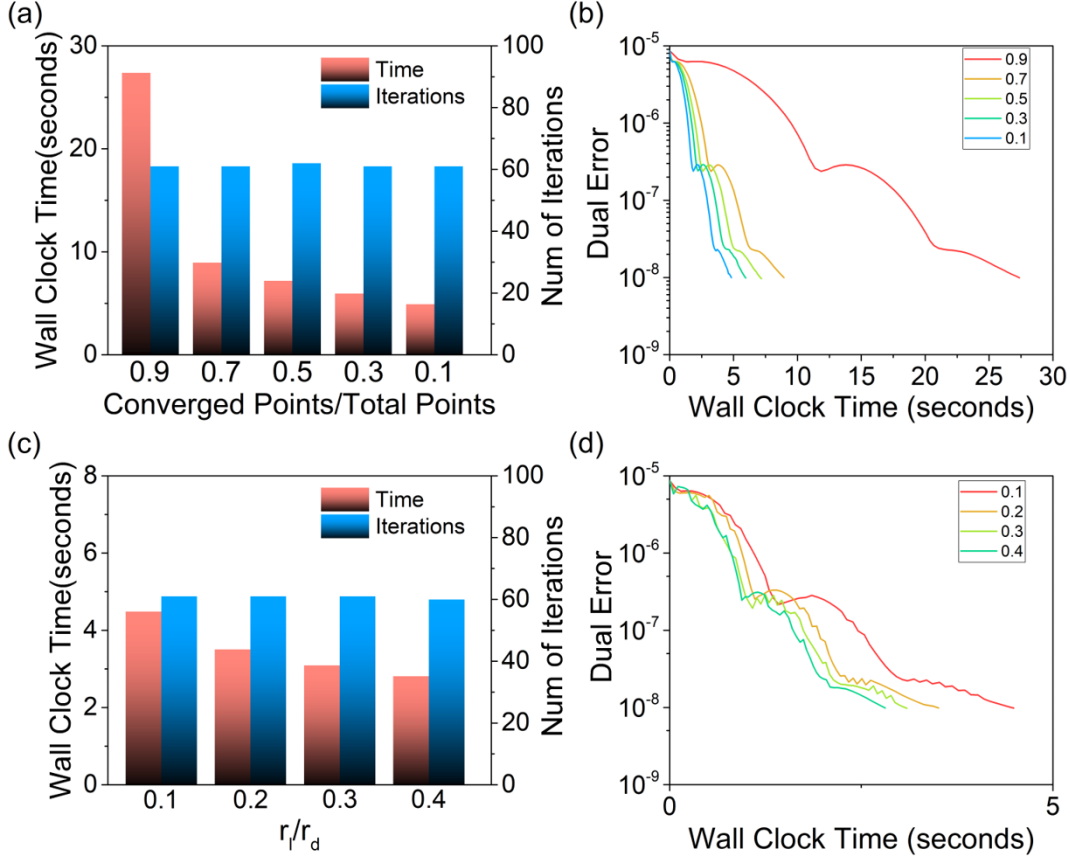 (a)
Wall Clock Time(seconds)
30
20
10
0
Time
Iterrations
100
80
60
40
20
0
Num of Iterations
0.9 0.7 0.5 0.3 0.1
Converged Points/Total Points
(b)
Dual Error
10-5
10-6
10-7
10-8
10-9
0.9
0.7
0.5
0.3
0.1
0 5 10 15 20 25 30
Wall Clock Time (seconds)
(c)
Wall Clock Time(seconds)
8
6
4
2
0
Time
Iterations
100
80
60
40
20
0
Num of Iterations
0.1 0.2 0.3 0.4
rl/rd
(d)
Dual Error
10-5
10-6
10-7
10-8
10-9
0.1
0.2
0.3
0.4
0 5
Wall Clock Time (seconds)